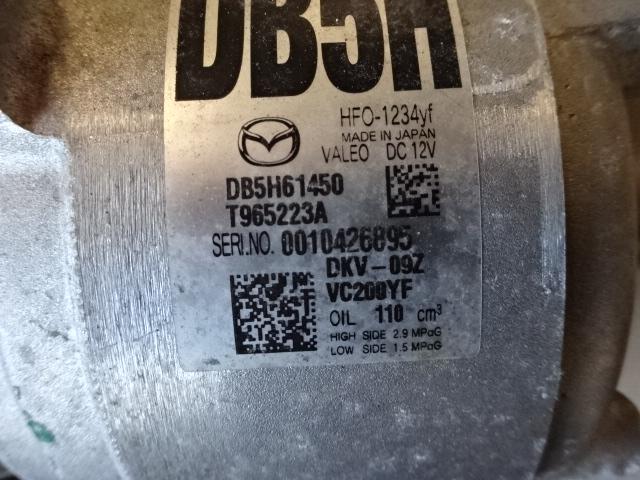 DB5H
HFO-1234yf
MADE IN JAPAN
VALEO DC 12V
DB5H61450
T965223A
SERI.NO. 0010426895
DKV-09Z
VC200YF
OIL 110 cm³
HIGH SIDE 2.9 MPaG
LOW SIDE 1.5 MPaG